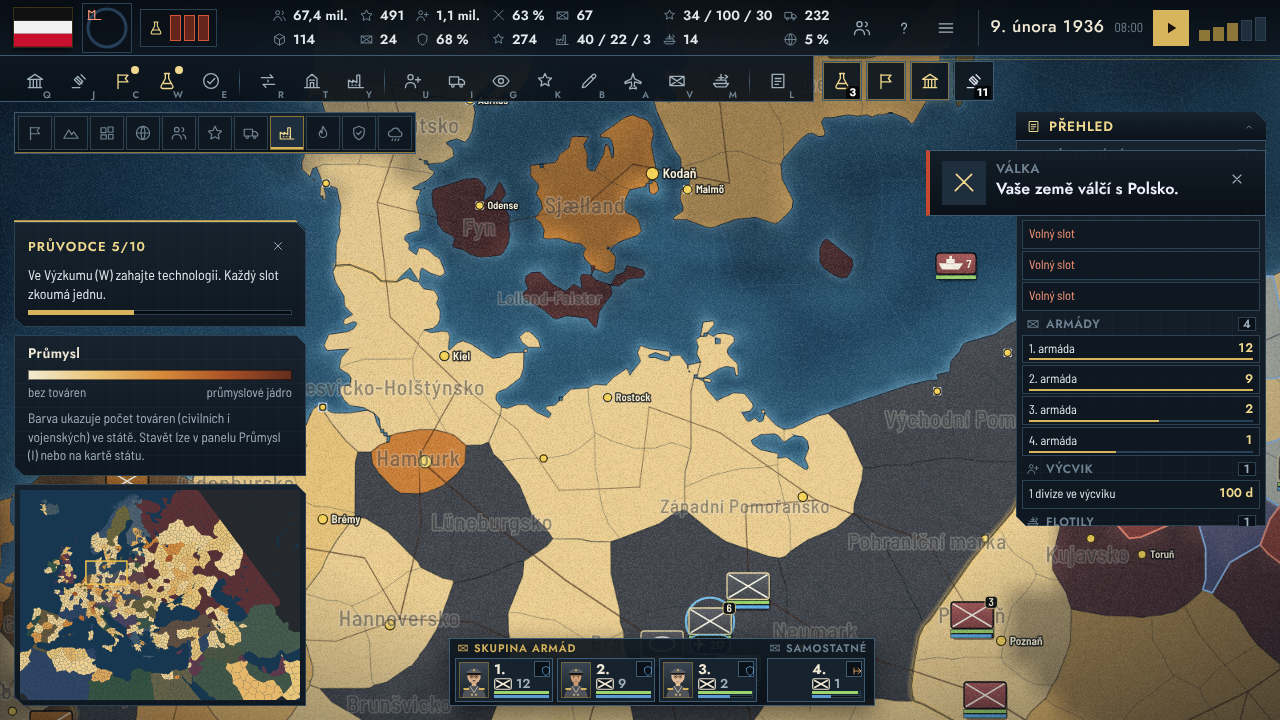 67,4 mil.
491
1,1 mil.
63 %
67
34 / 100 / 30
232
114
24
68 %
274
40 / 22 / 3
14
5 %
?
9. února 1936
08:00
Q
J
C
W
E
R
T
Y
U
I
G
K
B
A
V
M
L
3
11
PŘEHLED
VÁLKA
Vaše země válčí s Polsko.
Volný slot
Volný slot
Volný slot
ARMÁDY
4
1. armáda
12
2. armáda
9
3. armáda
2
4. armáda
1
VÝCVIK
1
1 divize ve výcviku
100 d
FLOTILY
1
PRŮVODCE 5/10
Ve Výzkumu (W) zahajte technologii. Každý slot
zkoumá jednu.
Průmysl
bez továren
průmyslové jádro
Barva ukazuje počet továren (civilních i
vojenských) ve státě. Stavět lze v panelu Průmysl
(I) nebo na kartě státu.
Kodaň
Malmö
Odense
Sjælland
Fyn
Lolland-Falster
7
Kiel
esvicko-Holštýnsko
Rostock
Hamburk
Východní Pom
Západní Pomořansko
Brémy
Lüneburgsko
Pohraniční marka
Kujavsko
Toruň
Hannoversko
6
Neumark
3
Poznaň
Brunšvicko
SKUPINA ARMÁD
SAMOSTATNÉ
1.
12
2.
9
3.
2
4.
1